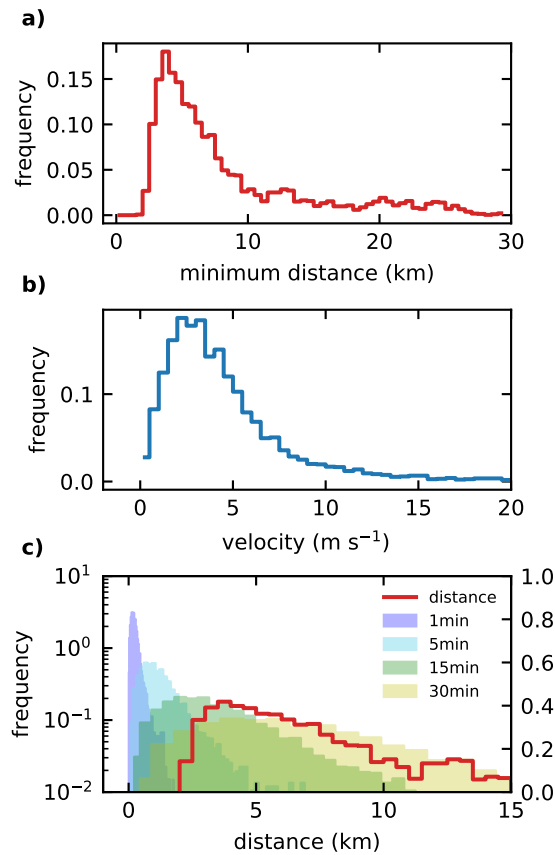 a)
0.15
0.10
0.05
0.00
frequency
0 10 20 30
minimum distance (km)
b)
0.1
0.0
frequency
0 5 10 15 20
velocity (m s⁻¹)
c)
10¹
10⁰
10⁻¹
10⁻²
frequency
distance
1min
5min
15min
30min
1.0
0.8
0.6
0.4
0.2
0.0
0 5 10 15
distance (km)